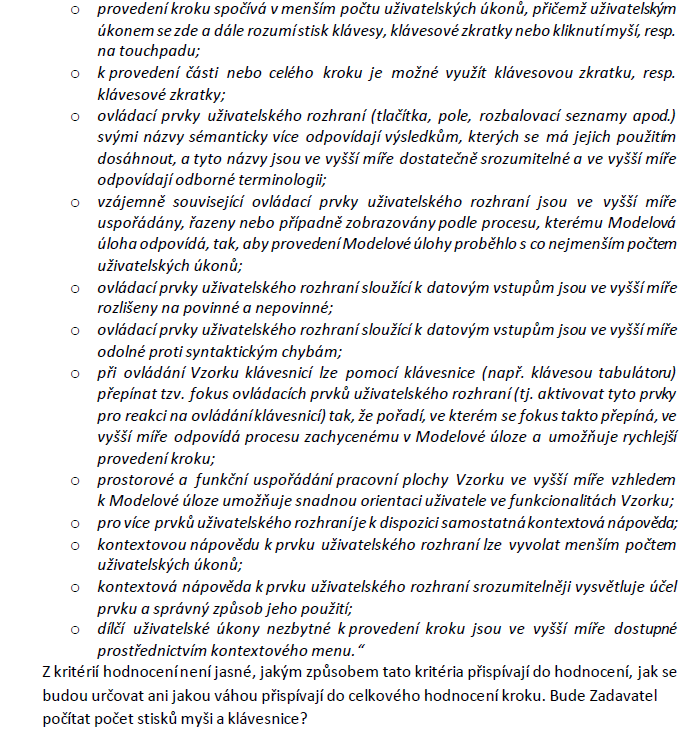 o provedení kroku spočívá v menším počtu uživatelských úkonů, přičemž uživatelským
úkonem se zde a dále rozumí stisk klávesy, klávesové zkratky nebo kliknutí myší, resp.
na touchpadu;
o k provedení části nebo celého kroku je možné využít klávesovou zkratku, resp.
klávesové zkratky;
o ovládací prvky uživatelského rozhraní (tlačítka, pole, rozbalovací seznamy apod.)
svými názvy sémanticky více odpovídají výsledkům, kterých se má jejich použitím
dosáhnout, a tyto názvy jsou ve vyšší míře dostatečně srozumitelné a ve vyšší míře
odpovídají odborné terminologii;
o vzájemně související ovládací prvky uživatelského rozhraní jsou ve vyšší míře
uspořádány, řazeny nebo případně zobrazovány podle procesu, kterému Modelová
úloha odpovídá, tak, aby provedení Modelové úlohy proběhlo s co nejmenším počtem
uživatelských úkonů;
o ovládací prvky uživatelského rozhraní sloužící k datovým vstupům jsou ve vyšší míře
rozlišeny na povinné a nepovinné;
o ovládací prvky uživatelského rozhraní sloužící k datovým vstupům jsou ve vyšší míře
odolné proti syntaktickým chybám;
o při ovládání Vzorku klávesnicí lze pomocí klávesnice (např. klávesou tabulátoru)
přepínat tzv. fokus ovládacích prvků uživatelského rozhraní (tj. aktivovat tyto prvky
pro reakci na ovládání klávesnicí) tak, že pořadí, ve kterém se fokus takto přepíná, ve
vyšší míře odpovídá procesu zachycenému v Modelové úloze a umožňuje rychlejší
provedení kroku;
o prostorové a funkční uspořádání pracovní plochy Vzorku ve vyšší míře vzhledem
k Modelové úloze umožňuje snadnou orientaci uživatele ve funkcionalitách Vzorku;
o pro více prvků uživatelského rozhraní je k dispozici samostatná kontextová nápověda;
o kontextovou nápovědu k prvku uživatelského rozhraní lze vyvolat menším počtem
uživatelských úkonů;
o kontextová nápověda k prvku uživatelského rozhraní srozumitelněji vysvětluje účel
prvku a správný způsob jeho použití;
o dílčí uživatelské úkony nezbytné k provedení kroku jsou ve vyšší míře dostupné
prostřednictvím kontextového menu.“
Z kritérií hodnocení není jasné, jakým způsobem tato kritéria přispívají do hodnocení, jak se
budou určovat ani jakou váhou přispívají do celkového hodnocení kroku. Bude Zadavatel
počítat počet stisků myši a klávesnice?